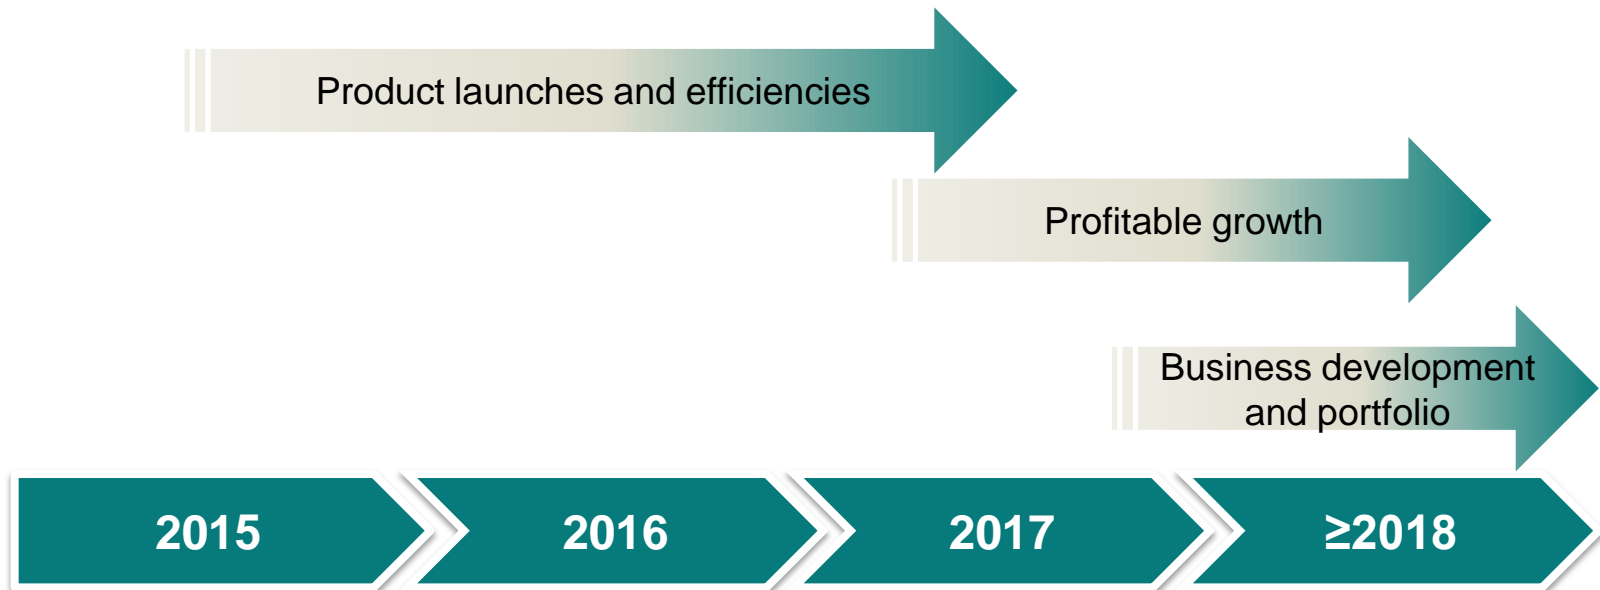 Product launches and efficiencies
Profitable growth
Business development
and portfolio
2015
2016
2017
≥2018